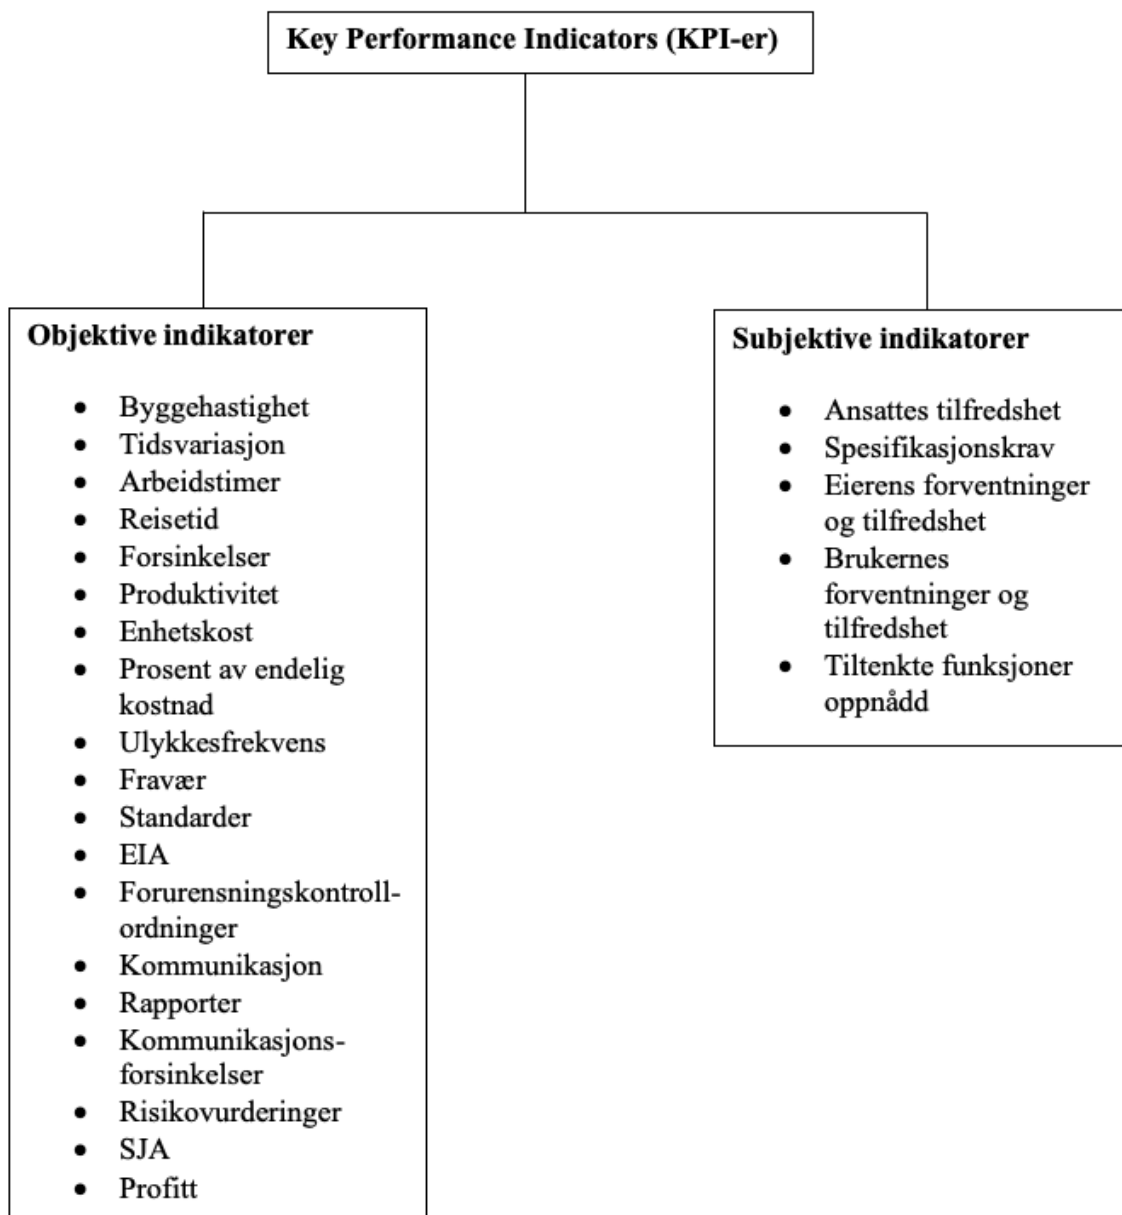 Key Performance Indicators (KPI-er)
Objektive indikatorer
• Byggehastighet
• Tidsvariasjon
• Arbeidstimer
• Reisetid
• Forsinkelser
• Produktivitet
• Enhetskost
• Prosent av endelig
kostnad
• Ulykkesfrekvens
• Fravær
• Standarder
• EIA
• Forurensningskontroll-
ordninger
• Kommunikasjon
• Rapporter
• Kommunikasjons-
forsinkelser
• Risikovurderinger
• SJA
• Profitt
Subjektive indikatorer
• Ansattes tilfredshet
• Spesifikasjonskrav
• Eierens forventninger
og tilfredshet
• Brukernes
forventninger og
tilfredshet
• Tiltenkte funksjoner
oppnådd